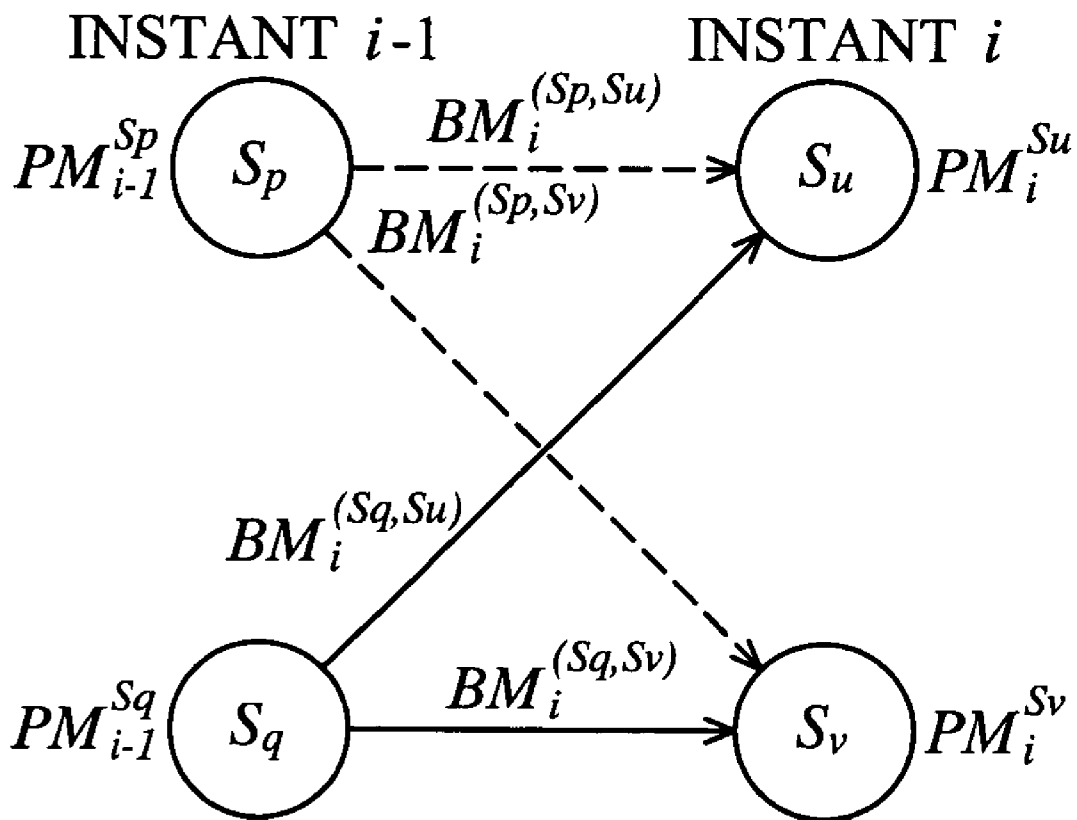 INSTANT i-1 INSTANT i
BM_i^(Sp,Su)
PM_{i-1}^{Sp} S_p S_u PM_i^{Su}
BM_i^(Sp,Sv)
BM_i^(Sq,Su)
BM_i^(Sq,Sv)
PM_{i-1}^{Sq} S_q S_v PM_i^{Sv}